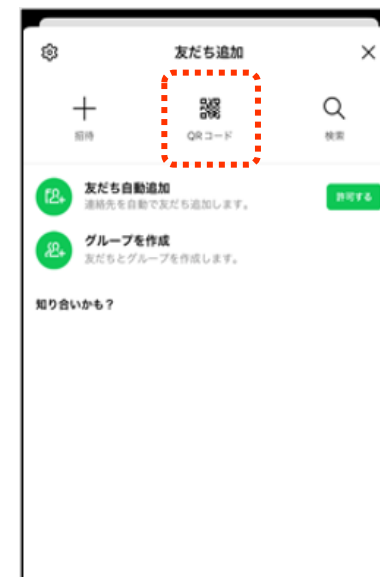 友だち追加
招待
QRコード
検索
友だち自動追加
連絡先を自動で友だち追加します。
許可する
グループを作成
友だちとグループを作成します。
知り合いかも？